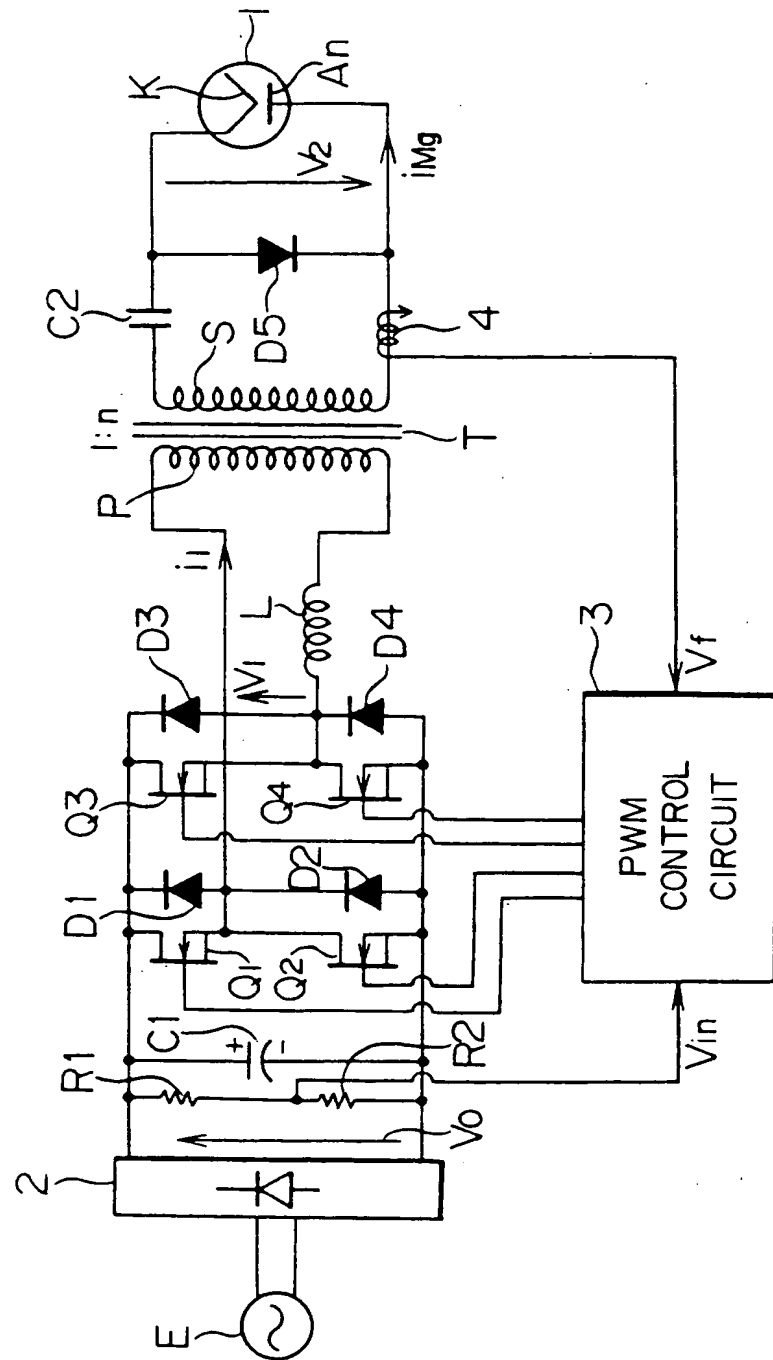 E
2
Vo
R1
R2
C1
Vin
D1
Q1
Q2
D2
Q3
Q4
D3
V1
D4
i1
L
P
1:n
S
T
C2
D5
4
V2
iMg
K
1
An
Vf
3
PWM
CONTROL
CIRCUIT
+
-